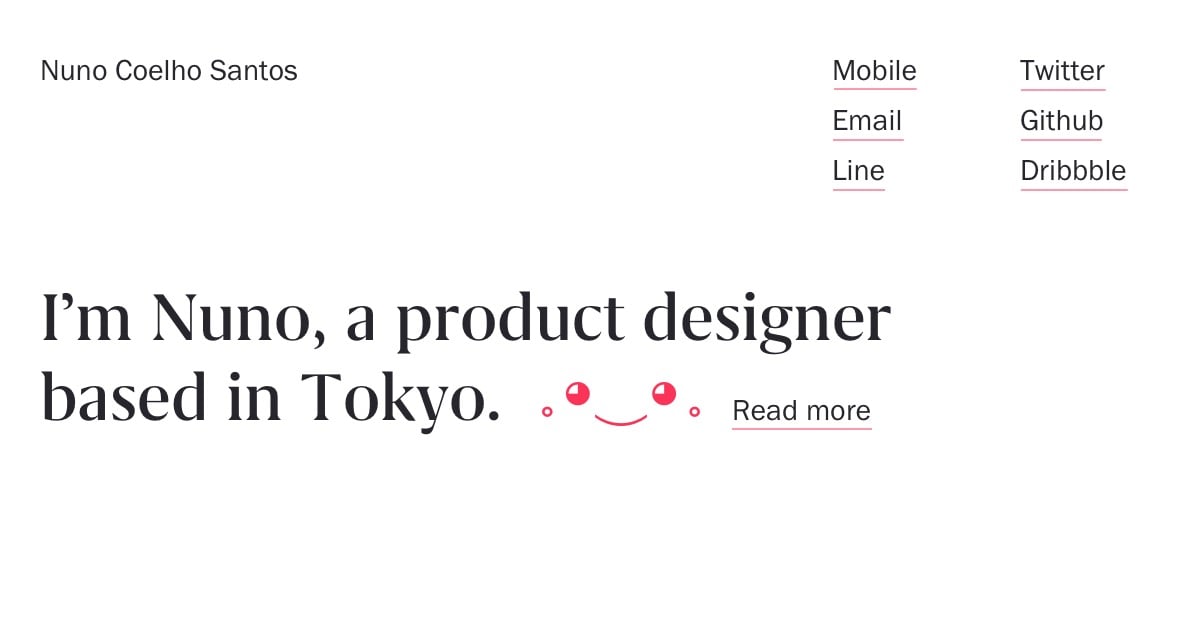 Nuno Coelho Santos
Mobile
Email
Line
Twitter
Github
Dribbble
I’m Nuno, a product designer
based in Tokyo.
Read more